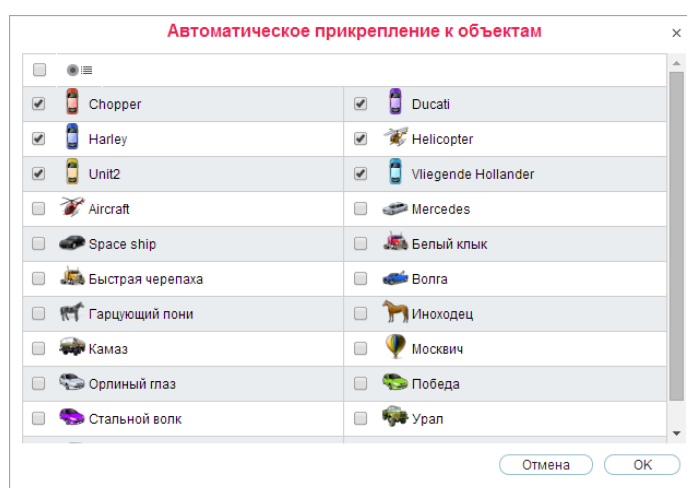 Автоматическое прикрепление к объектам
Chopper Ducati
Harley Helicopter
Unit2 Vliegende Hollander
Aircraft Mercedes
Space ship Белый клык
Быстрая черепаха Волга
Гарцующий пони Иноходец
Камаз Москвич
Орлиный глаз Победа
Стальной волк Урал
Отмена OK